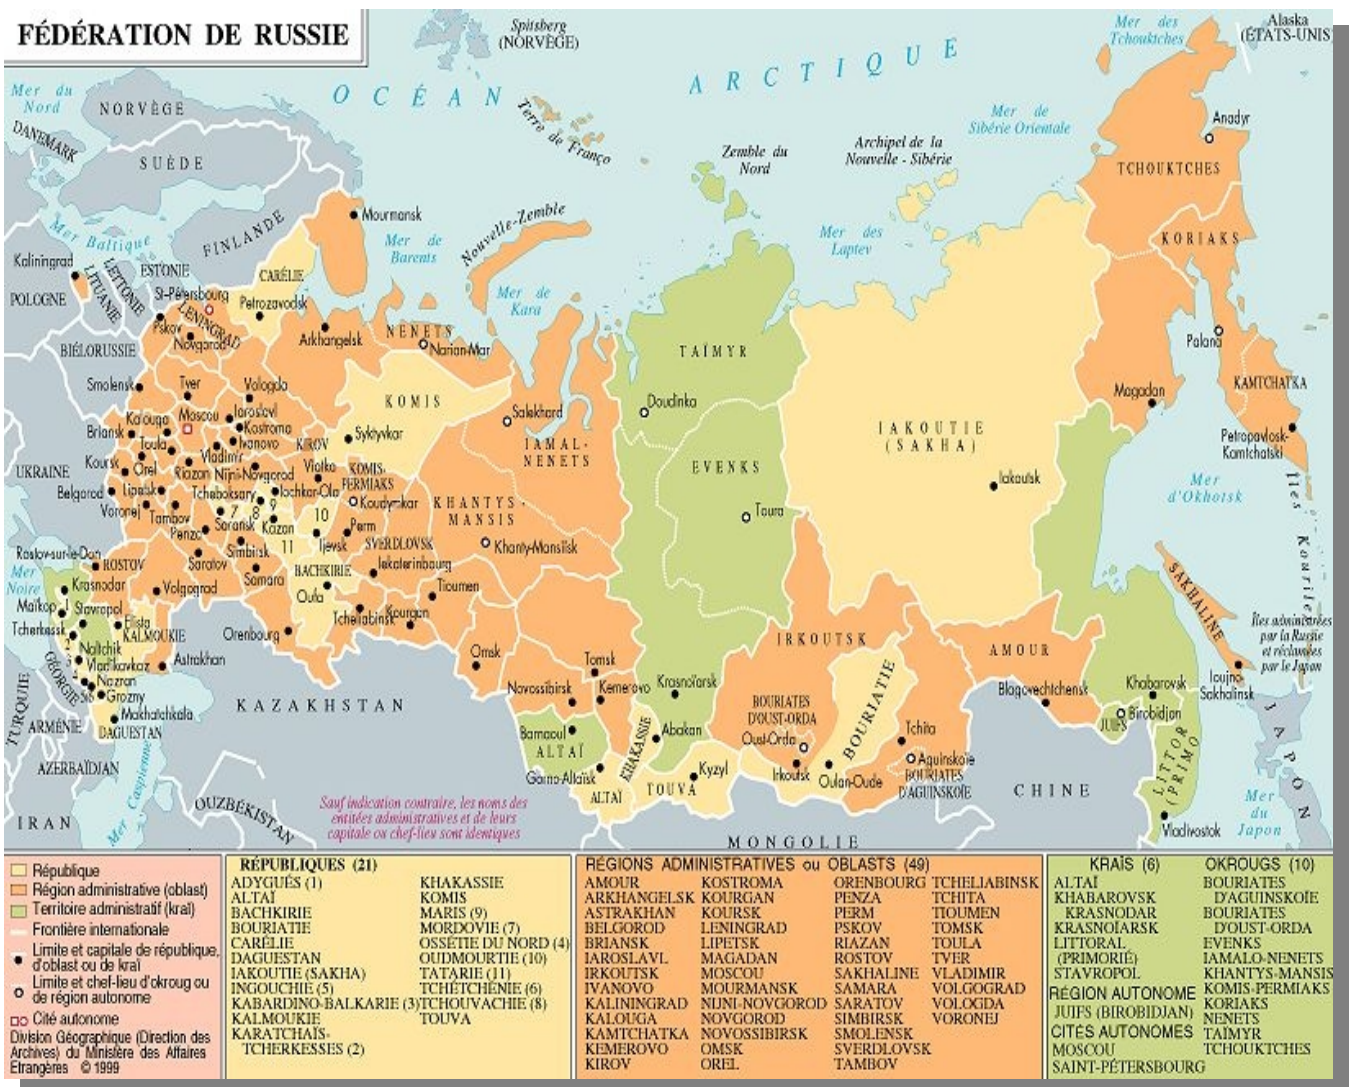 FÉDÉRATION DE RUSSIE
Spitsberg
(NORVÈGE)
Mer des
Tchouktches
Alaska
(ÉTATS-UNIS)
OCÉAN ARCTIQUE
Mer du
Nord
NORVÈGE
DANEMARK
SUÈDE
FINLANDE
Terre de Franço
Zemble du
Nord
Archipel de la
Nouvelle - Sibérie
Mer de
Sibérie Orientale
Anadyr
TCHOUKTCHES
Mourmansk
Mer de
Barents
Nouvelle-Zemble
Mer des
Laptev
KORIAKS
Mer Baltique
Kaliningrad
ESTONIE
LETTONIE
LITUANIE
POLOGNE
CARÉLIE
St-Pétersbourg
Petrozavodsk
LENINGRAD
Mer de
Kara
Pskov
Novgorod
Arkhangelsk
NENETS
Narian-Mar
BIÉLORUSSIE
TAÏMYR
Palana
Smolensk
Tver
Vologda
KOMIS
Salekhard
Doudinka
Magadan
KAMTCHATKA
Kalouga
Moscou
Iaroslavl
Kostroma
Briansk
Toula
Ivanovo
KIROV
Syktyvkar
IAMAL-
NENETS
IAKOUTIE
(SAKHA)
Petropavlosk-
Kamtchatski
Vladimir
Koursk
Orel
Riazan
Nijni-Novgorod
Viatka
KOMIS-
PERMIAKS
EVENKS
UKRAINE
Iakoutsk
Mer
d'Okhotsk
Belgorod
Lipetsk
Tcheboksary
Iochkar-Ola
Koudymkar
KHANTYS-
MANSIS
Toura
Voronej
Tambov
7
8
9
10
Saransk
Kazan
Perm
Penza
11
Ijevsk
SVERDLOVSK
Khanty-Mansiïsk
Îles Kouriles
Rostov-sur-le-Don
ROSTOV
Simbirsk
Saratov
Samara
BACHKIRIE
Iekaterinbourg
Mer
Noire
Krasnodar
Volgograd
Oufa
Tioumen
SAKHALINE
Maïkop
1
Stavropol
Tcheliabinsk
Kourgan
Tcherkessk
Elista
KALMOUKIE
Orenbourg
IRKOUTSK
AMOUR
Îles administrées
par la Russie
et réclamées
par le Japon
Naltchik
Vladikavkaz
Astrakhan
Omsk
Tomsk
GÉORGIE
Nazran
Grozny
Novossibirsk
Kemerovo
Krasnoïarsk
Blagovechtchensk
Khabarovsk
Ioujno-
Sakhalinsk
TURQUIE
KAZAKHSTAN
Makhatchkala
ARMÉNIE
DAGUESTAN
BOURIATES
D'OUST-ORDA
BOURIATIE
JUIFS
Birobidjan
Barnaoul
ALTAÏ
Abakan
Oust-Orda
Tchita
JAPON
AZERBAÏDJAN
KHAKASSIE
Aguinskoïe
LITTOR
(PRIMO
Gorno-Altaïsk
Kyzyl
Irkoutsk
Oulan-Oude
BOURIATES
D'AGUINSKOÏE
ALTAÏ
TOUVA
CHINE
Mer Caspienne
OUZBÉKISTAN
IRAN
Sauf indication contraire, les noms des
entitées administratives et de leurs
capitale ou chef-lieu sont identiques
MONGOLIE
Vladivostok
Mer
du
Japon
République
Région administrative (oblast)
Territoire administratif (kraï)
Frontière internationale
Limite et capitale de république,
d'oblast ou de kraï
Limite et chef-lieu d'okroug ou
de région autonome
Cité autonome
Division Géographique (Direction des
Archives) du Ministère des Affaires
Étrangères © 1999
RÉPUBLIQUES (21)
ADYGUÉS (1)
ALTAÏ
BACHKIRIE
BOURIATIE
CARÉLIE
DAGUESTAN
IAKOUTIE (SAKHA)
INGOUCHIE (5)
KABARDINO-BALKARIE (3)
KALMOUKIE
KARATCHAÏS-
TCHERKESSES (2)
KHAKASSIE
KOMIS
MARIS (9)
MORDOVIE (7)
OSSÉTIE DU NORD (4)
OUDMOURTIE (10)
TATARIE (11)
TCHÉTCHÉNIE (6)
TCHOUVACHIE (8)
TOUVA
RÉGIONS ADMINISTRATIVES ou OBLASTS (49)
AMOUR
ARKHANGELSK
ASTRAKHAN
BELGOROD
BRIANSK
IAROSLAVL
IRKOUTSK
IVANOVO
KALININGRAD
KALOUGA
KAMTCHATKA
KEMEROVO
KIROV
KOSTROMA
KOURGAN
KOURSK
LENINGRAD
LIPETSK
MAGADAN
MOSCOU
MOURMANSK
NIJNI-NOVGOROD
NOVGOROD
NOVOSSIBIRSK
OMSK
OREL
ORENBOURG
PENZA
PERM
PSKOV
RIAZAN
ROSTOV
SAKHALINE
SAMARA
SARATOV
SIMBIRSK
SMOLENSK
SVERDLOVSK
TAMBOV
TCHELIABINSK
TCHITA
TIOUMEN
TOMSK
TOULA
TVER
VLADIMIR
VOLGOGRAD
VOLOGDA
VORONEJ
KRAÏS (6)
ALTAÏ
KHABAROVSK
KRASNODAR
KRASNOÏARSK
LITTORAL
(PRIMORIÉ)
STAVROPOL
RÉGION AUTONOME
JUIFS (BIROBIDJAN)
CITÉS AUTONOMES
MOSCOU
SAINT-PÉTERSBOURG
OKROUGS (10)
BOURIATES
D'AGUINSKOÏE
BOURIATES
D'OUST-ORDA
EVENKS
IAMALO-NENETS
KHANTYS-MANSIS
KOMIS-PERMIAKS
KORIAKS
NENETS
TAÏMYR
TCHOUKTCHES